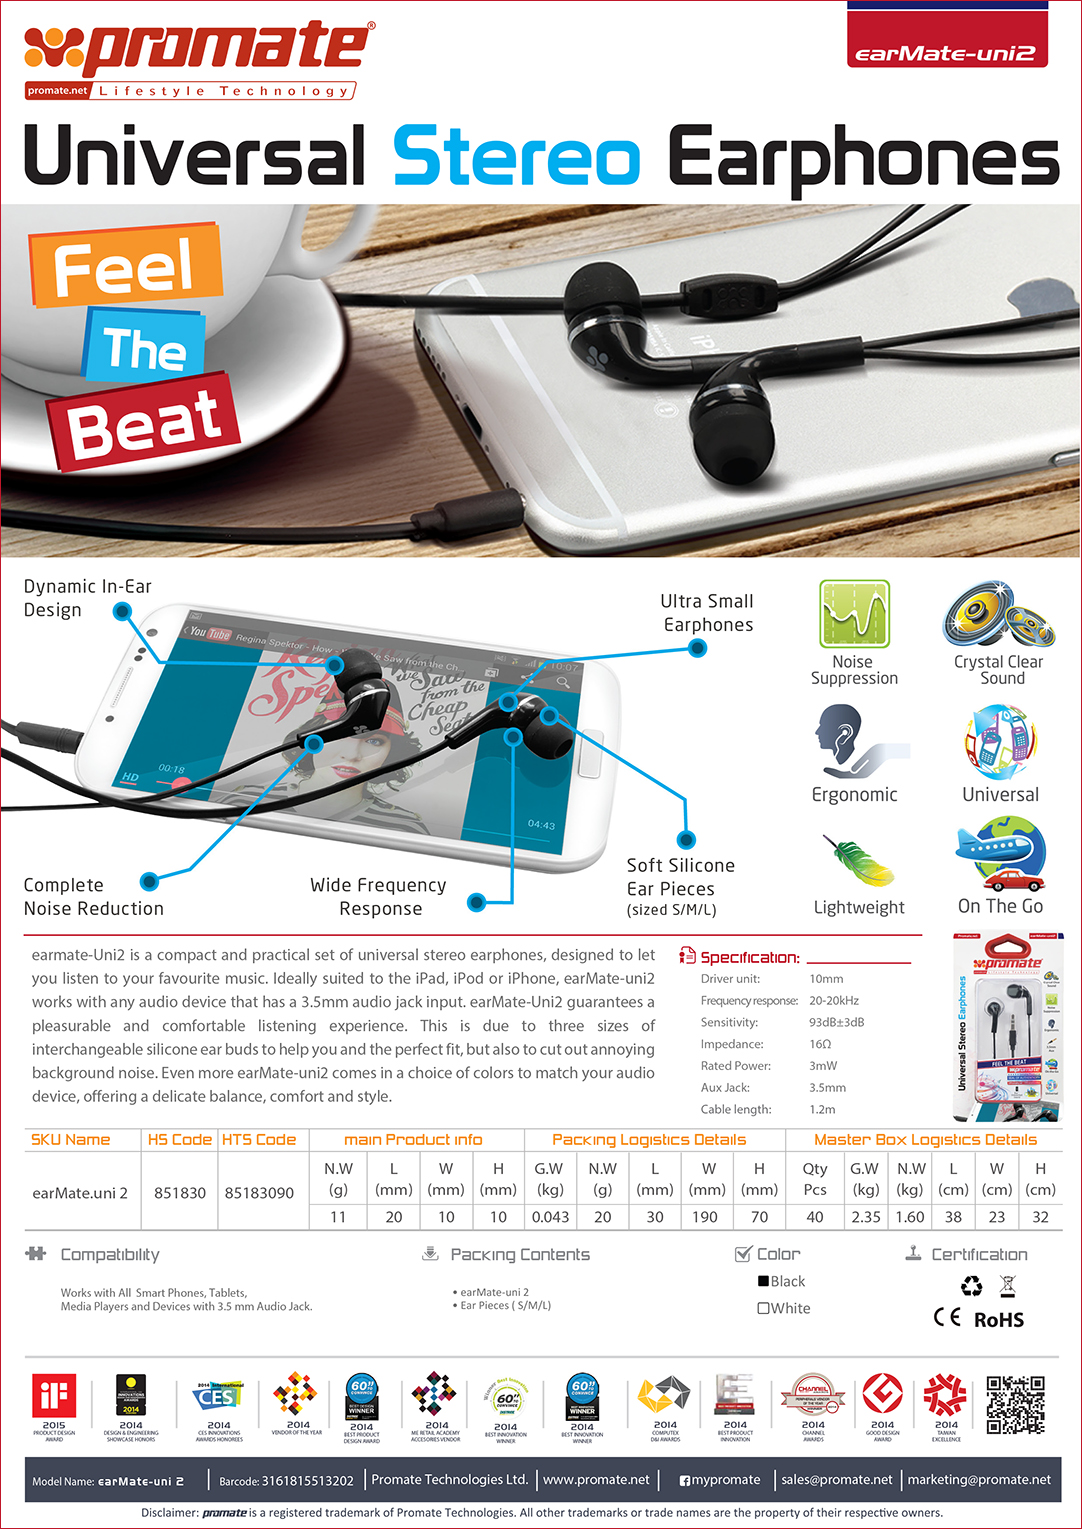 promate®
promate.net Lifestyle Technology
earMate-uni2
Universal Stereo Earphones
Feel
The
Beat
iP
Dynamic In-Ear
Design
Ultra Small
Earphones
YouTube Regina Spektor - How
We Saw from the Ch...
10:07
We Saw
from the
Cheap
Seats
HD
00:18
04:43
Complete
Noise Reduction
Wide Frequency
Response
Soft Silicone
Ear Pieces
(sized S/M/L)
Noise
Suppression
Crystal Clear
Sound
Ergonomic
Universal
Lightweight
On The Go
earmate-Uni2 is a compact and practical set of universal stereo earphones, designed to let
you listen to your favourite music. Ideally suited to the iPad, iPod or iPhone, earMate-uni2
works with any audio device that has a 3.5mm audio jack input. earMate-Uni2 guarantees a
pleasurable and comfortable listening experience. This is due to three sizes of
interchangeable silicone ear buds to help you and the perfect fit, but also to cut out annoying
background noise. Even more earMate-uni2 comes in a choice of colors to match your audio
device, offering a delicate balance, comfort and style.
Specification:
Driver unit: 10mm
Frequency response: 20-20kHz
Sensitivity: 93dB±3dB
Impedance: 16Ω
Rated Power: 3mW
Aux Jack: 3.5mm
Cable length: 1.2m
promate
Universal Stereo Earphones
FEEL THE BEAT
SKU Name HS Code HTS Code main Product info Packing Logistics Details Master Box Logistics Details
N.W (g) L (mm) W (mm) H (mm) G.W (kg) N.W (g) L (mm) W (mm) H (mm) Qty Pcs G.W (kg) N.W (kg) L (cm) W (cm) H (cm)
earMate.uni 2 851830 85183090
11 20 10 10 0.043 20 30 190 70 40 2.35 1.60 38 23 32
Compatibility
Works with All Smart Phones, Tablets,
Media Players and Devices with 3.5 mm Audio Jack.
Packing Contents
• earMate-uni 2
• Ear Pieces ( S/M/L)
Color
Black
White
Certification
CE RoHS
2015
PRODUCT DESIGN
AWARD
2014
DESIGN & ENGINEERING
SHOWCASE HONORS
2014 International
CES
2014
CES INNOVATIONS
AWARDS HONOREES
2014
VENDOR OF THE YEAR
2014
BEST PRODUCT
DESIGN AWARD
2014
ME RETAIL ACADEMY
ACCESORIES VENDOR
2014
BEST INNOVATION
WINNER
2014
BEST INNOVATION
WINNER
2014
COMPUTEX
D&I AWARDS
2014
BEST PRODUCT
INNOVATION
CHANNEL
2014
CHANNEL
AWARDS
2014
GOOD DESIGN
AWARD
2014
TAIWAN
EXCELLENCE
Model Name: earMate-uni 2 | Barcode: 3161815513202 | Promate Technologies Ltd. | www.promate.net | mypromate | sales@promate.net | marketing@promate.net
Disclaimer: promate is a registered trademark of Promate Technologies. All other trademarks or trade names are the property of their respective owners.